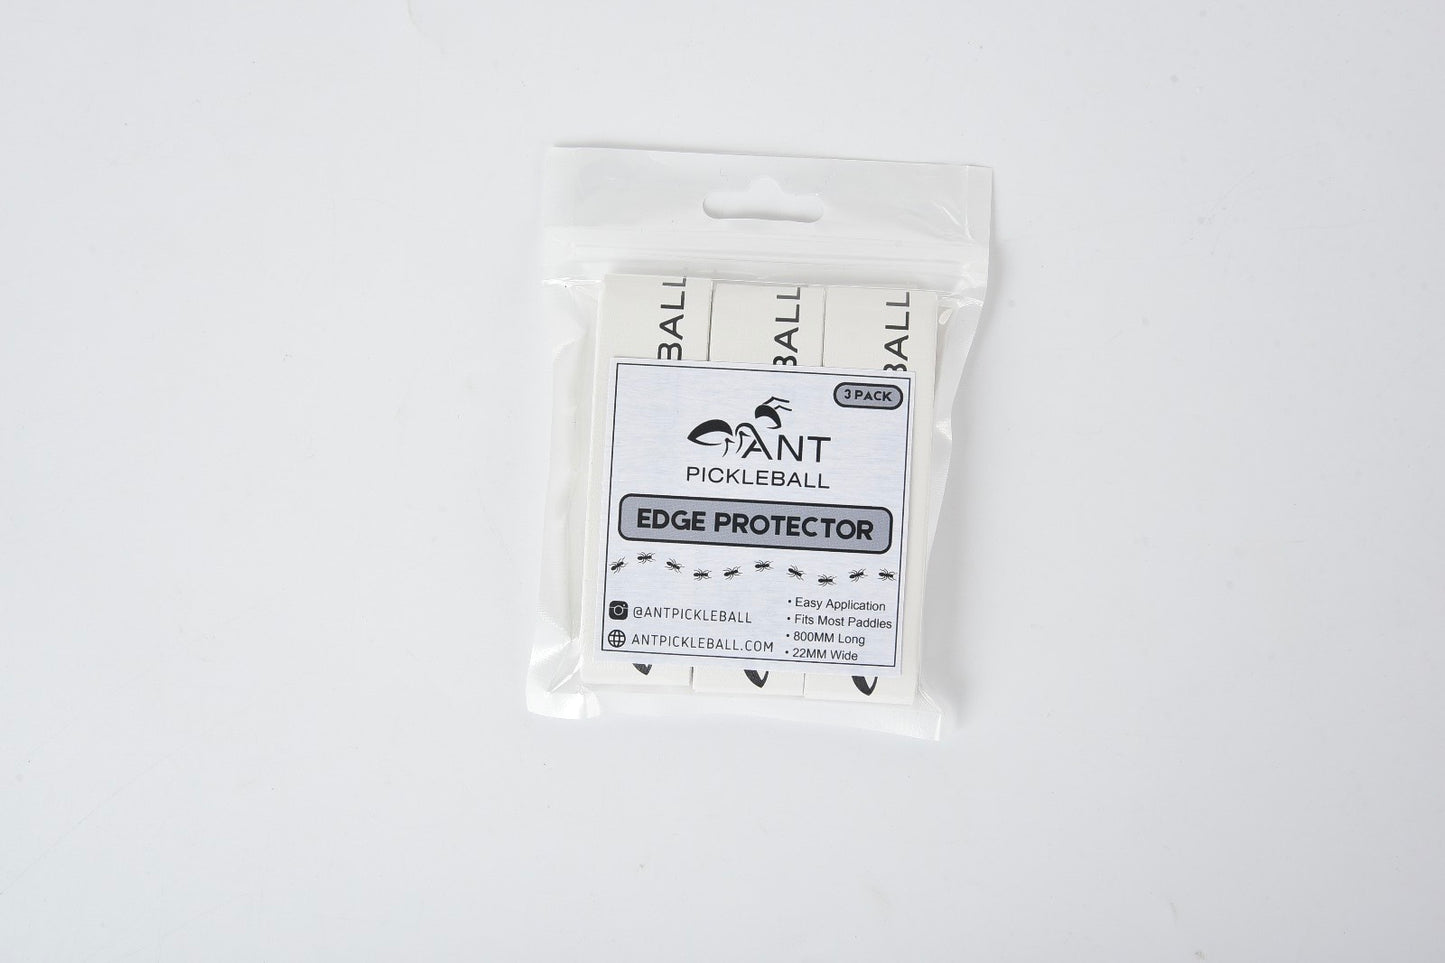 BALL
BALL
BALL
3 PACK
ANT
PICKLEBALL
EDGE PROTECTOR
@ANTPICKLEBALL
ANTPICKLEBALL.COM
• Easy Application
• Fits Most Paddles
• 800MM Long
• 22MM Wide